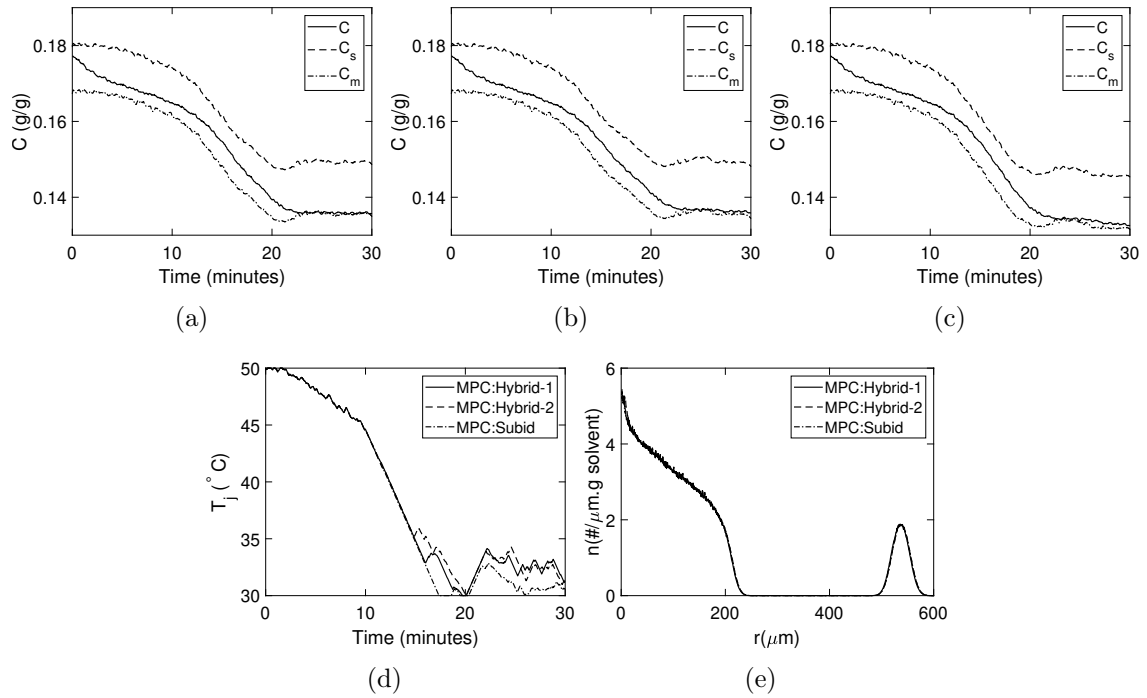 0.18
0.16
0.14
C (g/g)
C
C_s
C_m
0 10 20 30
Time (minutes)
(a)
0.18
0.16
0.14
C (g/g)
C
C_s
C_m
0 10 20 30
Time (minutes)
(b)
0.18
0.16
0.14
C (g/g)
C
C_s
C_m
0 10 20 30
Time (minutes)
(c)
50
45
40
35
30
T_j (°C)
MPC:Hybrid-1
MPC:Hybrid-2
MPC:Subid
0 10 20 30
Time (minutes)
(d)
6
4
2
0
n(#/μm.g solvent)
MPC:Hybrid-1
MPC:Hybrid-2
MPC:Subid
0 200 400 600
r(μm)
(e)